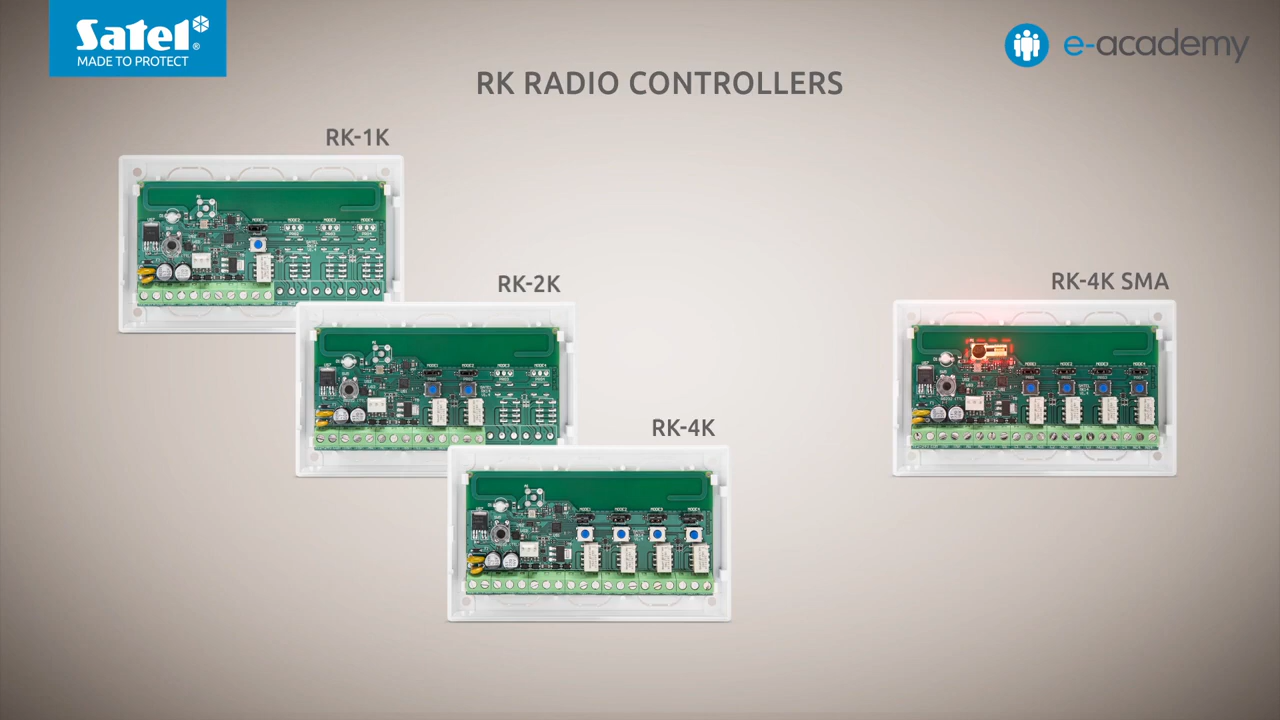 Satel®
MADE TO PROTECT
e-academy
RK RADIO CONTROLLERS
RK-1K
RK-2K
RK-4K
RK-4K SMA